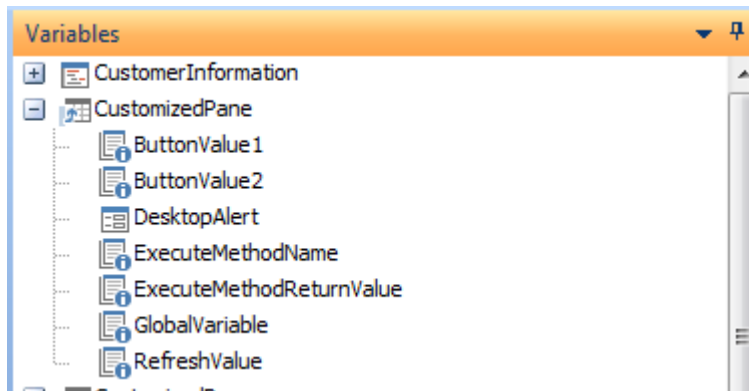 Variables
CustomerInformation
CustomizedPane
ButtonValue1
ButtonValue2
DesktopAlert
ExecuteMethodName
ExecuteMethodReturnValue
GlobalVariable
RefreshValue